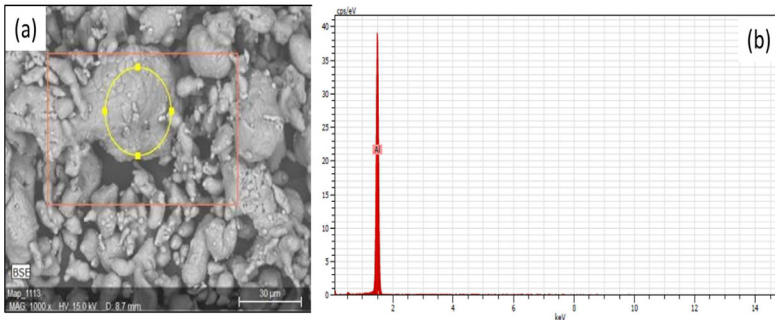 (a)
BSE
Map_1113
MAG: 1000 x HV: 15.0 kV D: 8.7 mm
30 µm
(b)
cps/eV
40
35
30
25
20
15
10
5
0
Al
2 4 6 8 10 12 14
keV